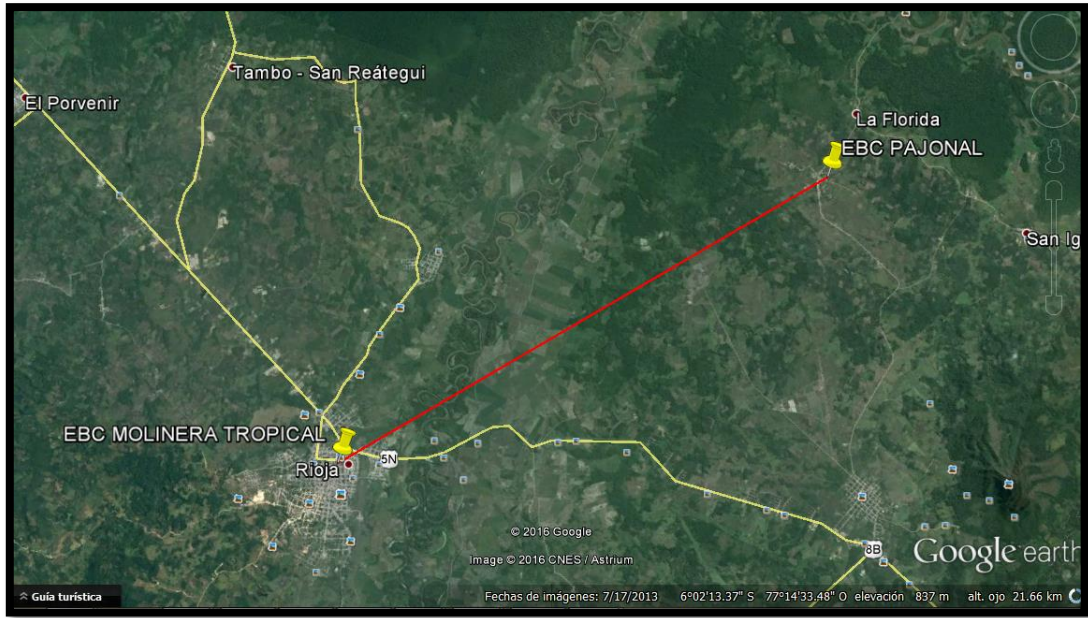 Tambo - San Reátegui
El Porvenir
La Florida
EBC PAJONAL
San Ig
EBC MOLINERA TROPICAL
Rioja
5N
© 2016 Google
Image © 2016 CNES / Astrium
8B
Google earth
Guía turística
Fechas de imágenes: 7/17/2013 6°02'13.37" S 77°14'33.48" O elevación 837 m alt. ojo 21.66 km